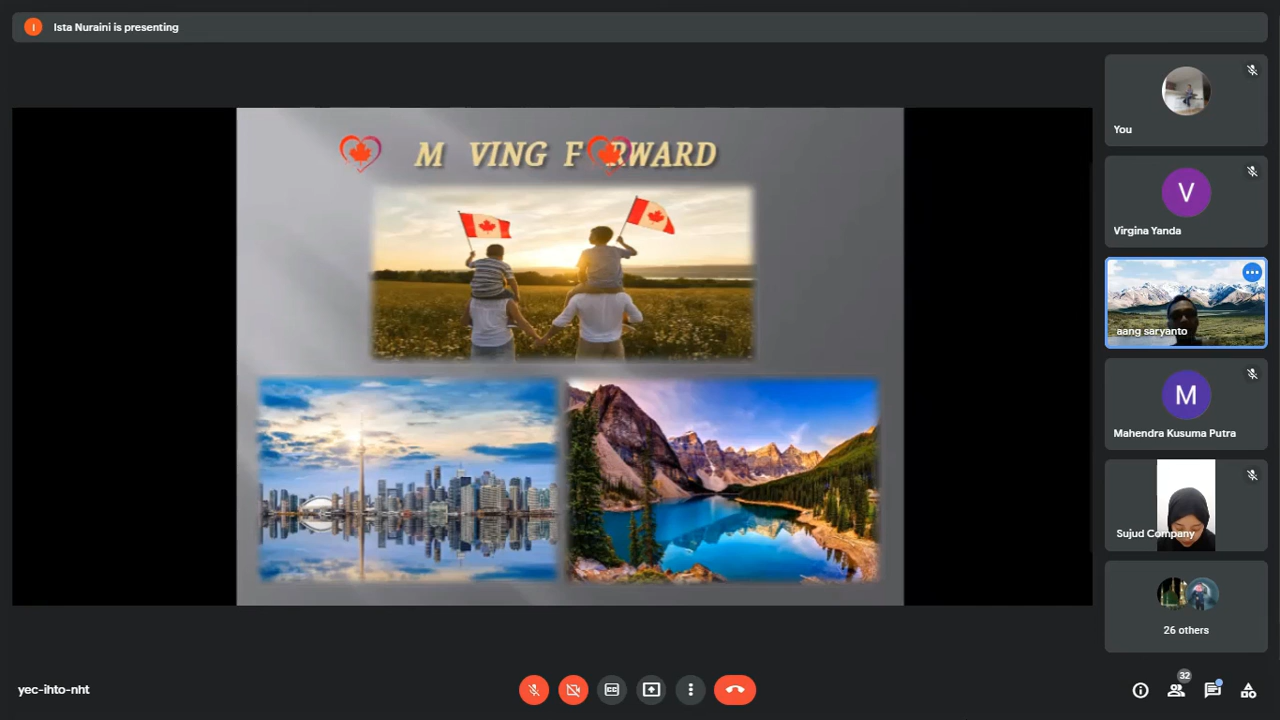 I
Ista Nuraini is presenting
M VING F RWARD
You
V
Virgina Yanda
aang saryanto
M
Mahendra Kusuma Putra
Sujud Company
26 others
yec-ihto-nht
CC
32